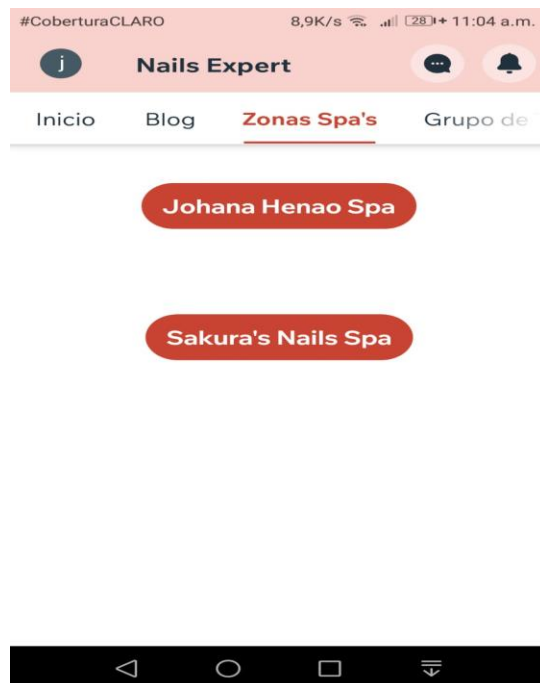 #CoberturaCLARO 8,9K/s 28 11:04 a.m.
j Nails Expert
Inicio Blog Zonas Spa's Grupo de
Johana Henao Spa
Sakura's Nails Spa